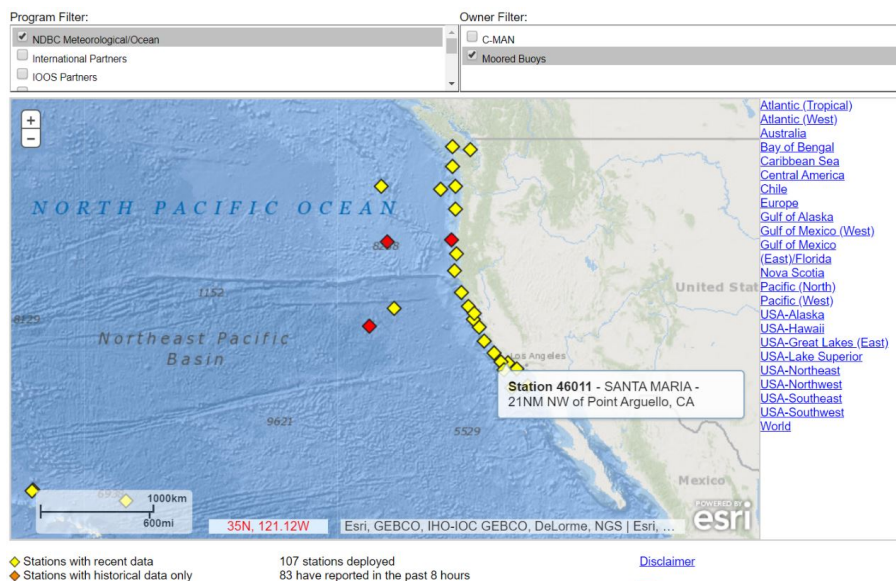 Program Filter:
NDBC Meteorological/Ocean
International Partners
IOOS Partners
Owner Filter:
C-MAN
Moored Buoys
+
−
NORTH PACIFIC OCEAN
1152
8129
Northeast Pacific
Basin
9621
5529
United Stat
Los Angeles
Mexico
Station 46011 - SANTA MARIA -
21NM NW of Point Arguello, CA
1000km
600mi
35N, 121.12W
Esri, GEBCO, IHO-IOC GEBCO, DeLorme, NGS | Esri, ...
POWERED BY
esri
Atlantic (Tropical)
Atlantic (West)
Australia
Bay of Bengal
Caribbean Sea
Central America
Chile
Europe
Gulf of Alaska
Gulf of Mexico (West)
Gulf of Mexico
(East)/Florida
Nova Scotia
Pacific (North)
Pacific (West)
USA-Alaska
USA-Hawaii
USA-Great Lakes (East)
USA-Lake Superior
USA-Northeast
USA-Northwest
USA-Southeast
USA-Southwest
World
Stations with recent data
Stations with historical data only
107 stations deployed
83 have reported in the past 8 hours
Disclaimer